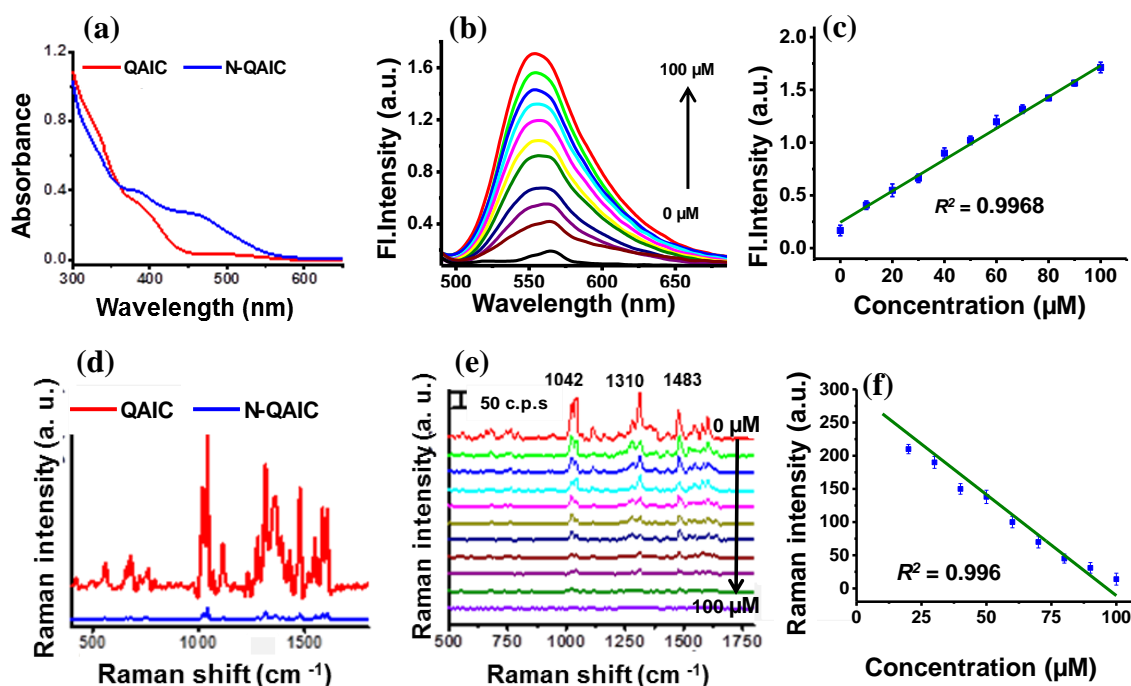 (a)
QAIC N-QAIC
1.2
0.8
0.4
0.0
300 400 500 600
Absorbance
Wavelength (nm)
(b)
100 µM
0 µM
1.6
1.2
0.8
0.4
500 550 600 650
Fl.Intensity (a.u.)
Wavelength (nm)
(c)
2.0
1.5
1.0
0.5
0.0
0 20 40 60 80 100
R² = 0.9968
Fl.Intensity (a.u.)
Concentration (µM)
(d)
QAIC N-QAIC
500 1000 1500
Raman intensity (a. u.)
Raman shift (cm -1)
(e)
1042 1310 1483
50 c.p.s
0 µM
100 µM
500 750 1000 1250 1500 1750
Raman intensity (a. u.)
Raman shift (cm -1)
(f)
300
250
200
150
100
50
0
0 25 50 75 100
R² = 0.996
Raman intensity (a.u.)
Concentration (µM)